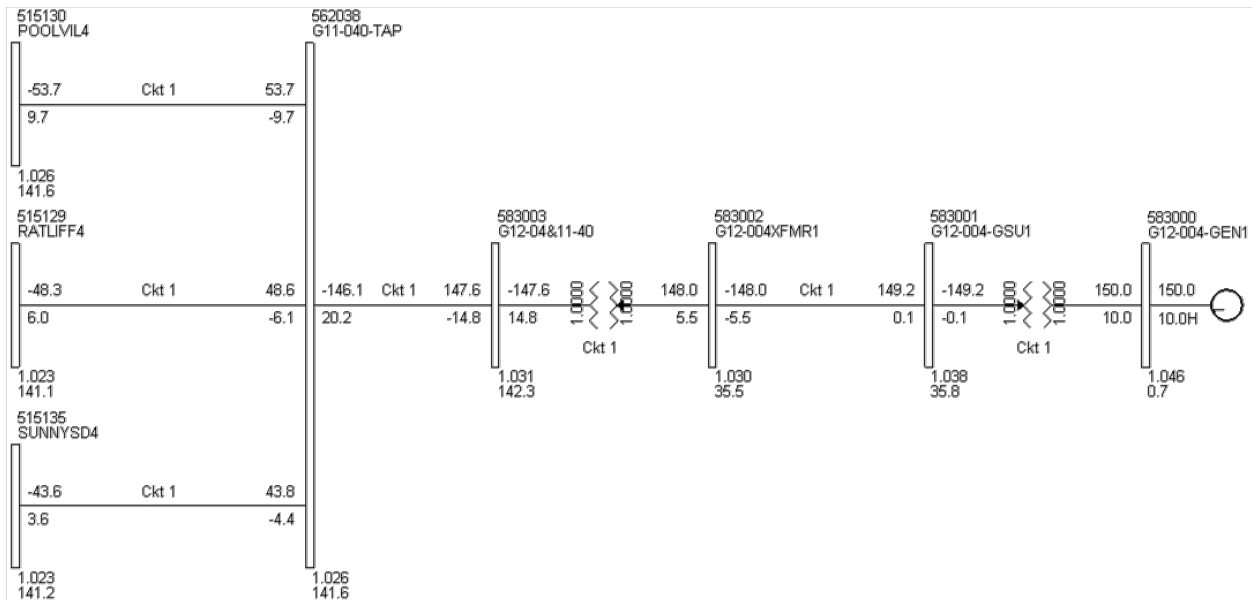 515130
POOLVIL4
562038
G11-040-TAP
-53.7 Ckt 1 53.7
9.7 -9.7
1.026
141.6
515129
RATLIFF4
583003
G12-04&11-40
583002
G12-004XFMR1
583001
G12-004-GSU1
583000
G12-004-GEN1
-48.3 Ckt 1 48.6 -146.1 Ckt 1 147.6 -147.6 1.0000 1.0000 148.0 -148.0 Ckt 1 149.2 -149.2 1.0000 1.0000 150.0 150.0
6.0 -6.1 20.2 -14.8 14.8 5.5 -5.5 0.1 -0.1 10.0 10.0H
Ckt 1 Ckt 1
1.023
141.1
1.031
142.3
1.030
35.5
1.038
35.8
1.046
0.7
515135
SUNNYSD4
-43.6 Ckt 1 43.8
3.6 -4.4
1.023
141.2
1.026
141.6